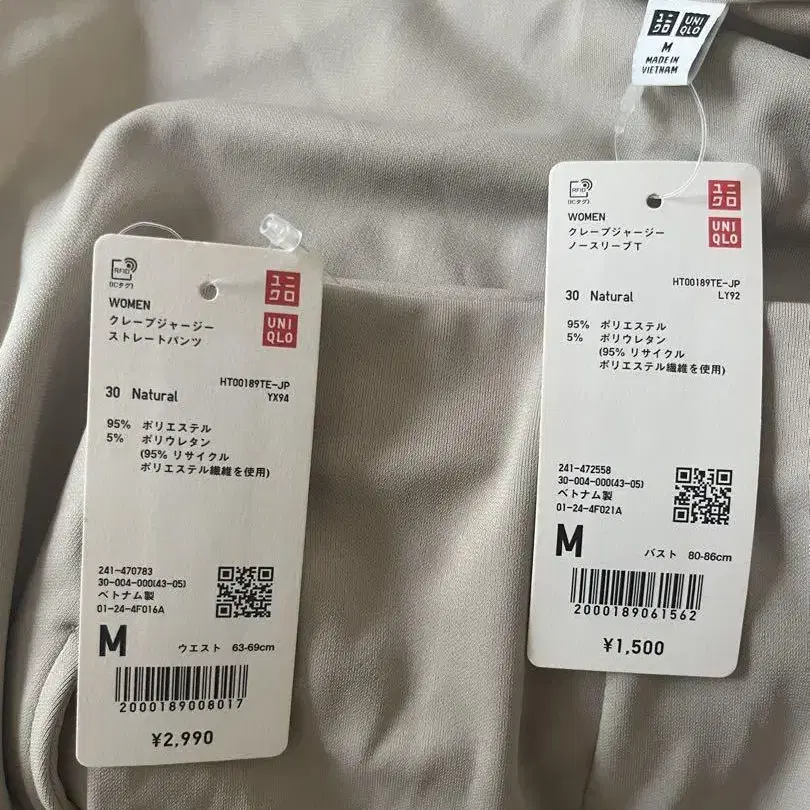 ユニ
クロ
UNI
QLO
M
MADE IN
VIETNAM
RFID
(ICタグ)
WOMEN
クレープジャージー
ストレートパンツ
ユニ
クロ
UNI
QLO
HT00189TE-JP
30 Natural YX94
95% ポリエステル
5% ポリウレタン
(95% リサイクル
ポリエステル繊維を使用)
241-470783
30-004-000(43-05)
ベトナム製
01-24-4F016A
M ウエスト 63-69cm
2000189008017
¥2,990
RFID
(ICタグ)
WOMEN
クレープジャージー
ノースリーブT
ユニ
クロ
UNI
QLO
HT00189TE-JP
30 Natural LY92
95% ポリエステル
5% ポリウレタン
(95% リサイクル
ポリエステル繊維を使用)
241-472558
30-004-000(43-05)
ベトナム製
01-24-4F021A
M バスト 80-86cm
2000189061562
¥1,500